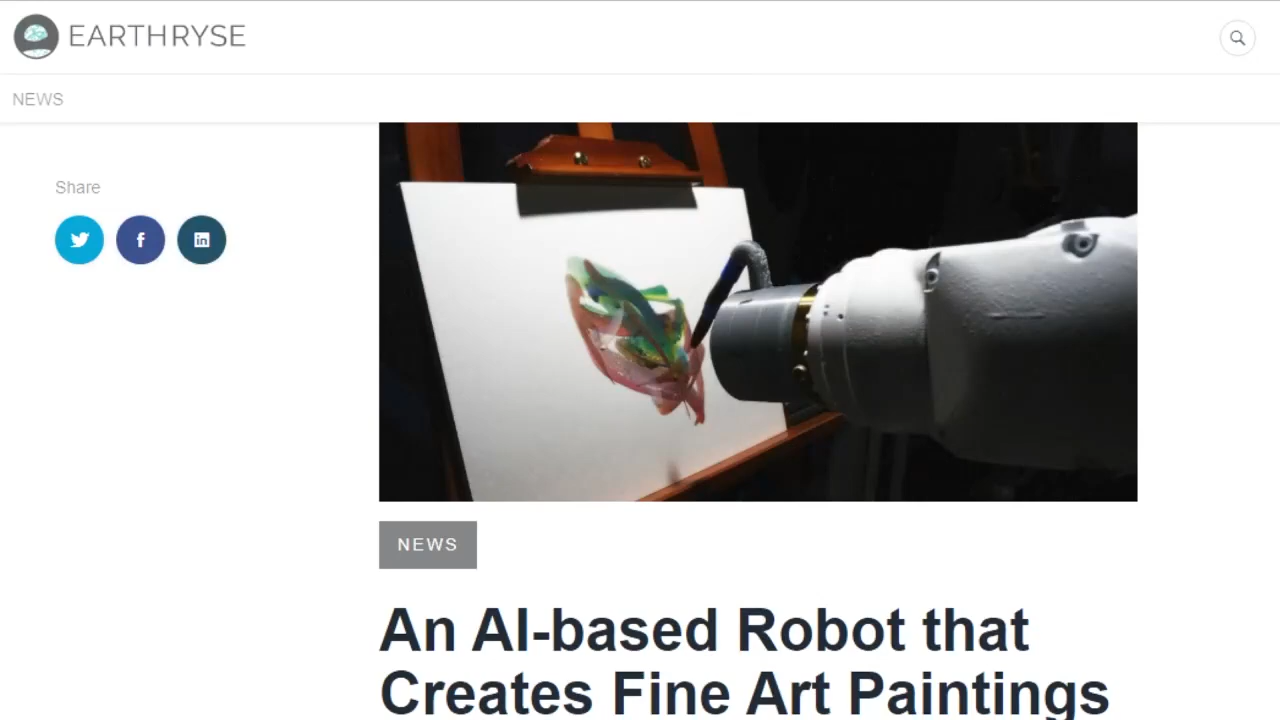 EARTHRYSE
NEWS
Share
NEWS
An AI-based Robot that
Creates Fine Art Paintings